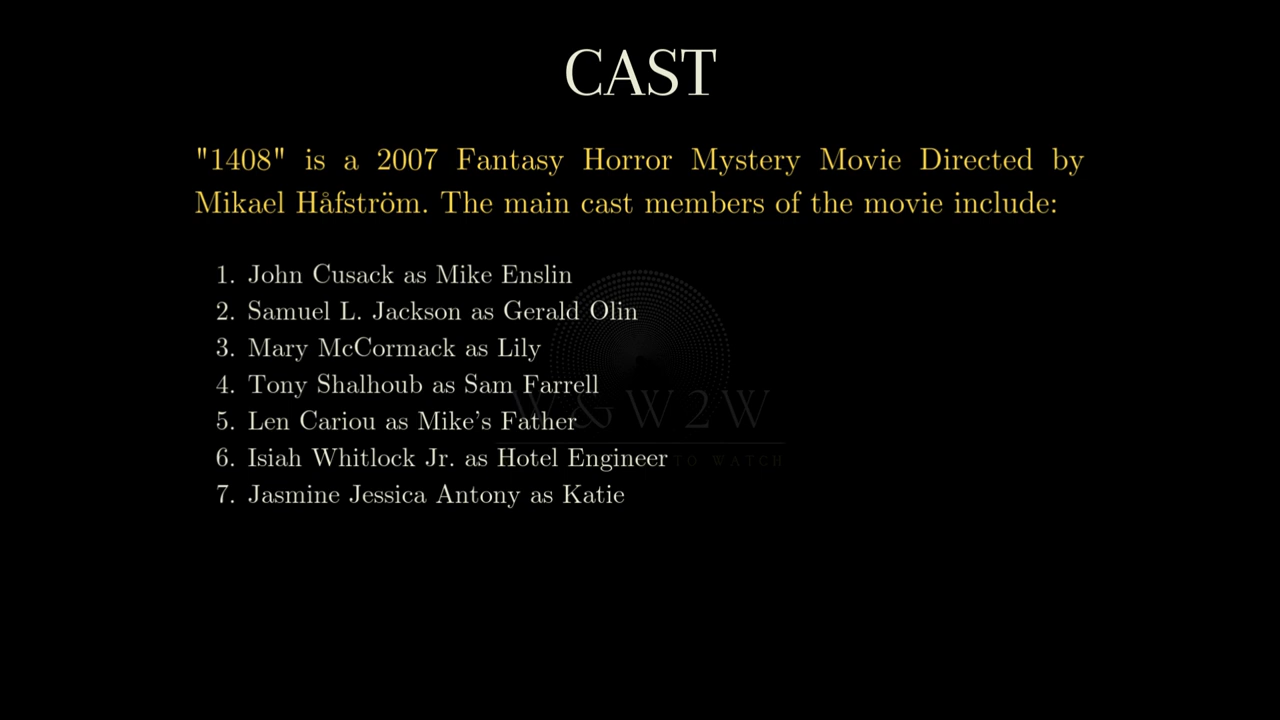 CAST
"1408" is a 2007 Fantasy Horror Mystery Movie Directed by
Mikael Håfström. The main cast members of the movie include:
1. John Cusack as Mike Enslin
2. Samuel L. Jackson as Gerald Olin
3. Mary McCormack as Lily
4. Tony Shalhoub as Sam Farrell
W&W2W
5. Len Cariou as Mike's Father
6. Isiah Whitlock Jr. as Hotel Engineer
TO WATCH
7. Jasmine Jessica Antony as Katie